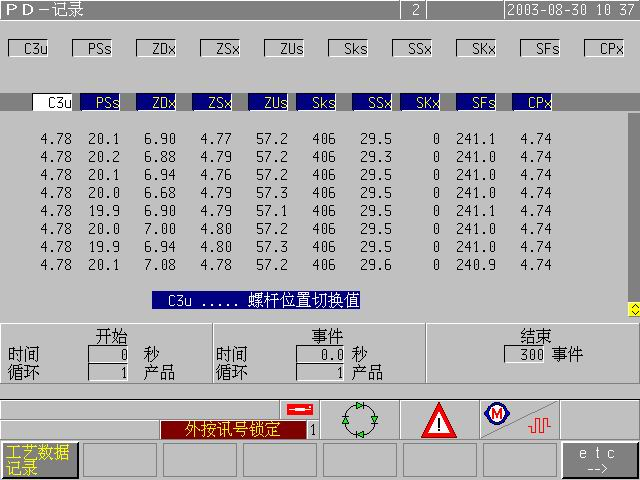 PD-记录 2 2003-08-30 10 37
C3u PSs ZDx ZSx ZUs Sks SSx SKx SFs CPx
C3u PSs ZDx ZSx ZUs Sks SSx SKx SFs CPx
4.78 20.1 6.90 4.77 57.2 406 29.5 0 241.1 4.74
4.78 20.2 6.88 4.79 57.2 406 29.3 0 241.0 4.74
4.78 20.1 6.94 4.76 57.2 406 29.5 0 241.1 4.74
4.78 20.0 6.68 4.79 57.3 406 29.5 0 241.0 4.74
4.78 19.9 6.90 4.79 57.1 406 29.5 0 241.1 4.74
4.78 20.0 7.00 4.80 57.2 406 29.5 0 241.0 4.74
4.78 19.9 6.94 4.80 57.3 406 29.5 0 241.0 4.74
4.78 20.1 7.08 4.78 57.2 406 29.6 0 240.9 4.74
C3u ..... 螺杆位置切换值
开始 事件 结束
时间 0 秒 时间 0.0 秒 300 事件
循环 1 产品 循环 1 产品
M
外按讯号锁定 1
工艺数据 etc
记录 -->